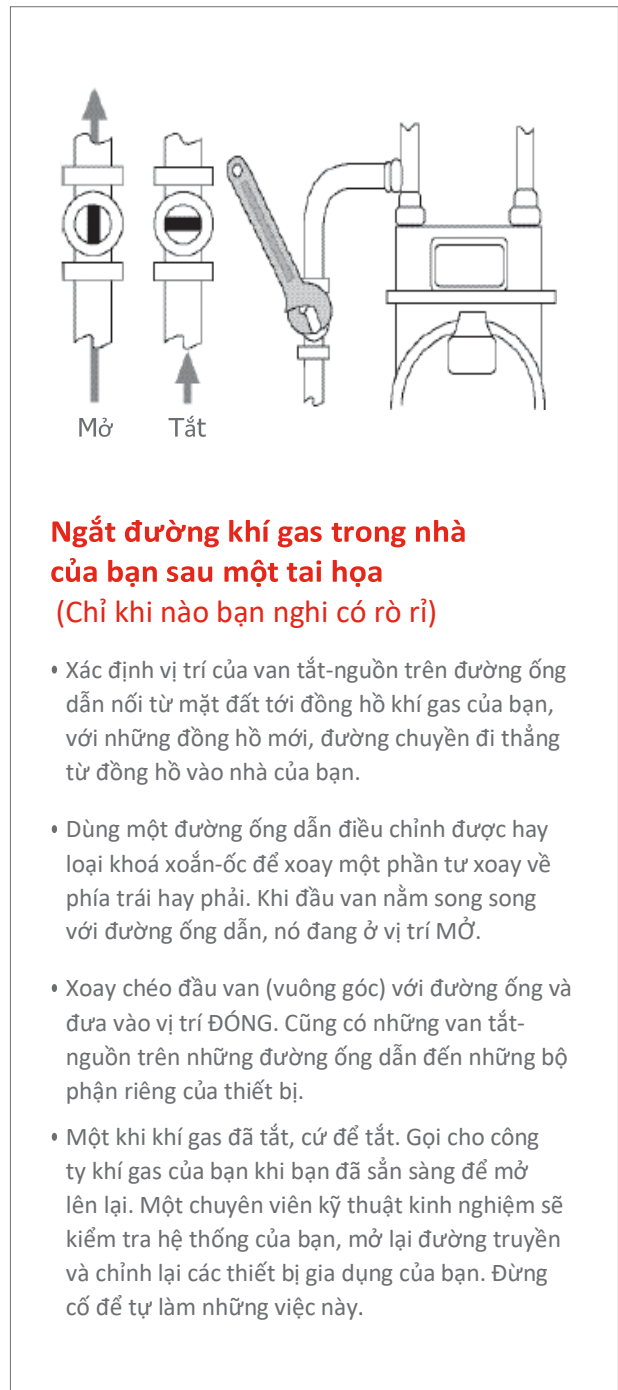 Mở
Tắt
Ngắt đường khí gas trong nhà
của bạn sau một tai họa
(Chỉ khi nào bạn nghi có rò rỉ)
• Xác định vị trí của van tắt-nguồn trên đường ống
dẫn nối từ mặt đất tới đồng hồ khí gas của bạn,
với những đồng hồ mới, đường chuyền đi thẳng
từ đồng hồ vào nhà của bạn.
• Dùng một đường ống dẫn điều chỉnh được hay
loại khoá xoắn-ốc để xoay một phần tư xoay về
phía trái hay phải. Khi đầu van nằm song song
với đường ống dẫn, nó đang ở vị trí MỞ.
• Xoay chéo đầu van (vuông góc) với đường ống và
đưa vào vị trí ĐÓNG. Cũng có những van tắt-
nguồn trên những đường ống dẫn đến những bộ
phận riêng của thiết bị.
• Một khi khí gas đã tắt, cứ để tắt. Gọi cho công
ty khí gas của bạn khi bạn đã sẳn sàng để mở
lên lại. Một chuyên viên kỹ thuật kinh nghiệm sẽ
kiểm tra hệ thống của bạn, mở lại đường truyền
và chỉnh lại các thiết bị gia dụng của bạn. Đừng
cố để tự làm những việc này.